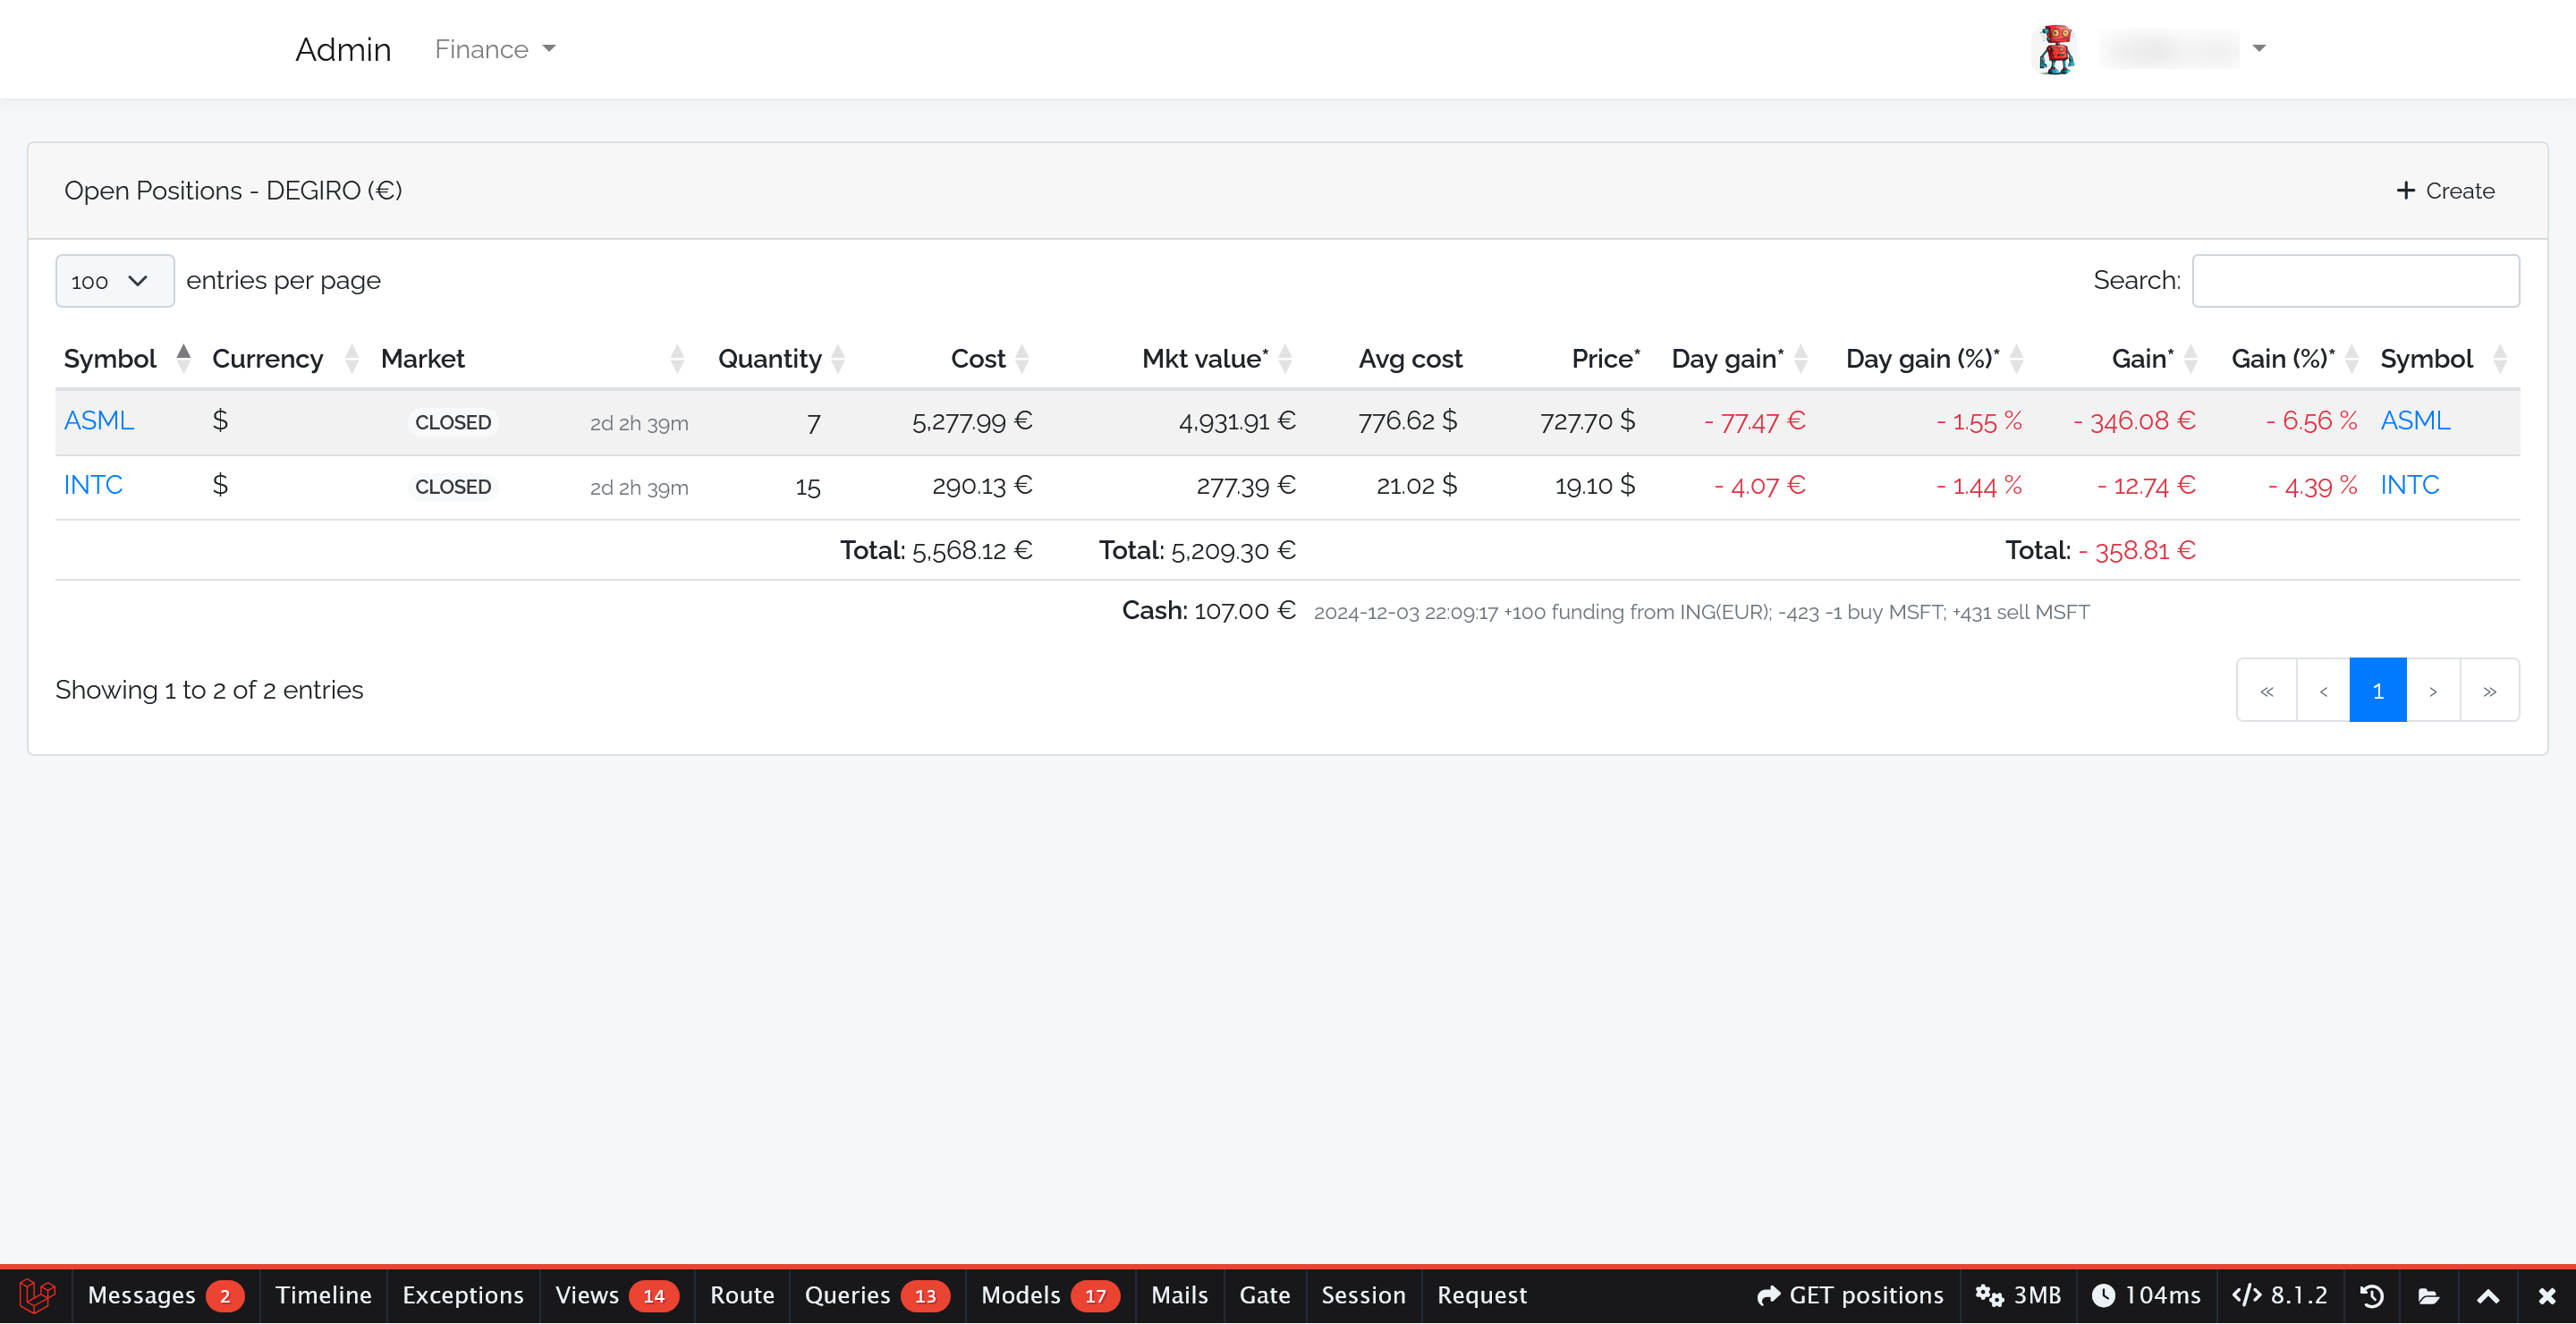 Admin Finance
Open Positions - DEGIRO (€) + Create
100 entries per page Search:
Symbol Currency Market Quantity Cost Mkt value* Avg cost Price* Day gain* Day gain (%)* Gain* Gain (%)* Symbol
ASML $ CLOSED 2d 2h 39m 7 5,277.99 € 4,931.91 € 776.62 $ 727.70 $ - 77.47 € - 1.55 % - 346.08 € - 6.56 % ASML
INTC $ CLOSED 2d 2h 39m 15 290.13 € 277.39 € 21.02 $ 19.10 $ - 4.07 € - 1.44 % - 12.74 € - 4.39 % INTC
Total: 5,568.12 € Total: 5,209.30 € Total: - 358.81 €
Cash: 107.00 € 2024-12-03 22:09:17 +100 funding from ING(EUR); -423 -1 buy MSFT; +431 sell MSFT
Showing 1 to 2 of 2 entries « ‹ 1 › »
Messages 2 Timeline Exceptions Views 14 Route Queries 13 Models 17 Mails Gate Session Request GET positions 3MB 104ms </> 8.1.2